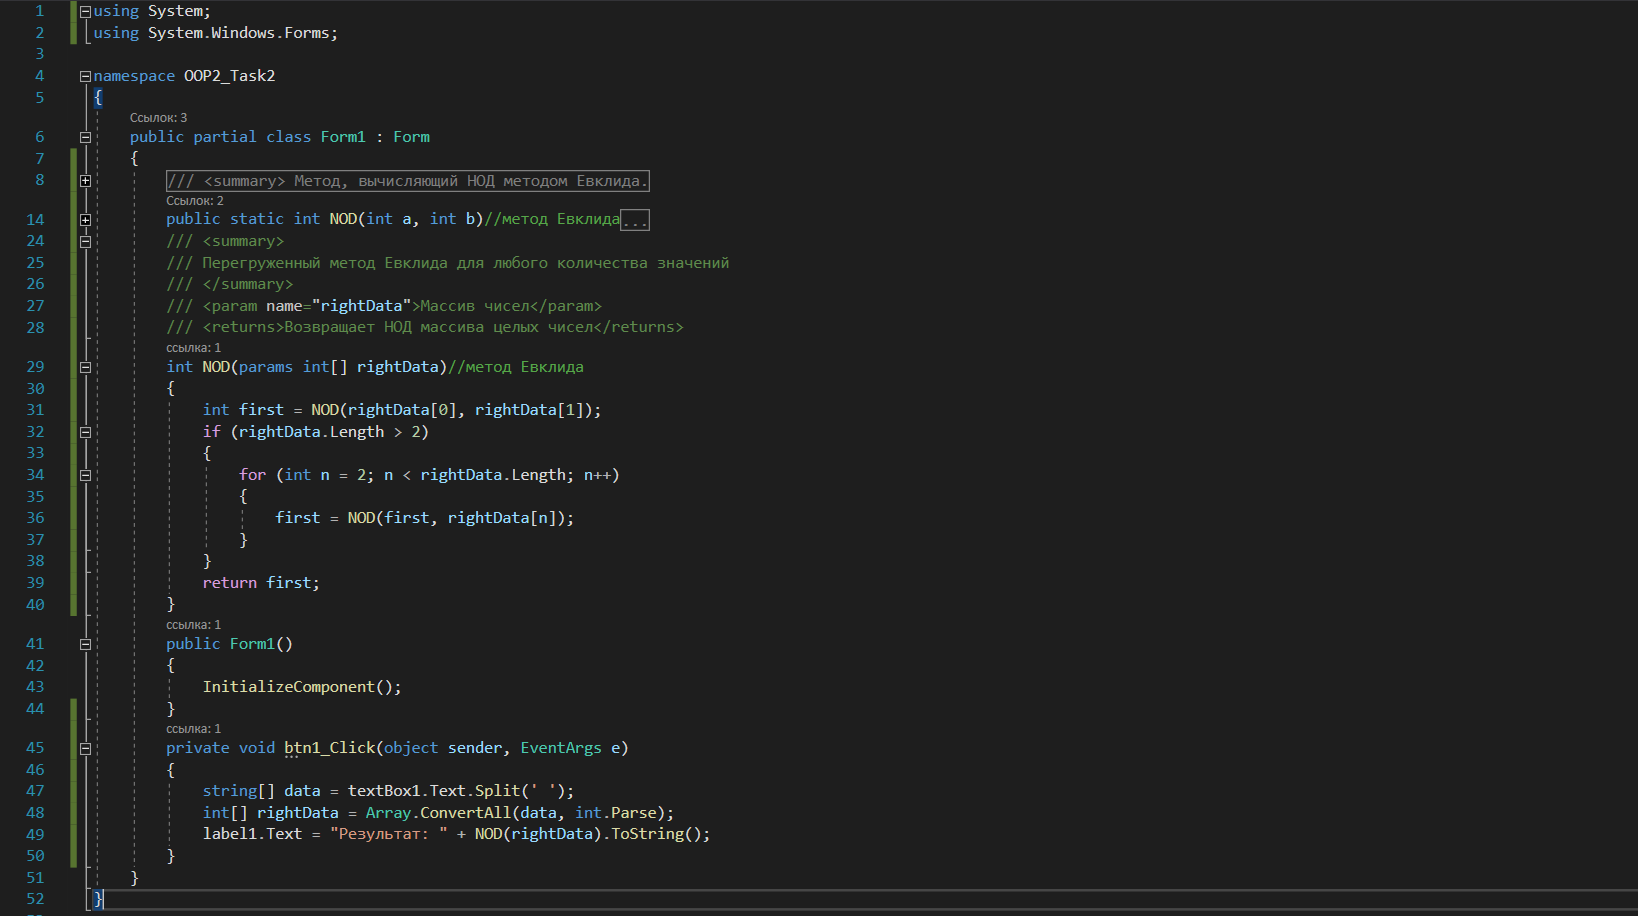 1 using System;
2 using System.Windows.Forms;
3
4 namespace OOP2_Task2
5 {
Ссылок: 3
6 public partial class Form1 : Form
7 {
8 /// <summary> Метод, вычисляющий НОД методом Евклида.
Ссылок: 2
14 public static int NOD(int a, int b)//метод Евклида...
24 /// <summary>
25 /// Перегруженный метод Евклида для любого количества значений
26 /// </summary>
27 /// <param name="rightData">Массив чисел</param>
28 /// <returns>Возвращает НОД массива целых чисел</returns>
ссылка: 1
29 int NOD(params int[] rightData)//метод Евклида
30 {
31 int first = NOD(rightData[0], rightData[1]);
32 if (rightData.Length > 2)
33 {
34 for (int n = 2; n < rightData.Length; n++)
35 {
36 first = NOD(first, rightData[n]);
37 }
38 }
39 return first;
40 }
ссылка: 1
41 public Form1()
42 {
43 InitializeComponent();
44 }
ссылка: 1
45 private void btn1_Click(object sender, EventArgs e)
46 {
47 string[] data = textBox1.Text.Split(' ');
48 int[] rightData = Array.ConvertAll(data, int.Parse);
49 label1.Text = "Результат: " + NOD(rightData).ToString();
50 }
51 }
52 }